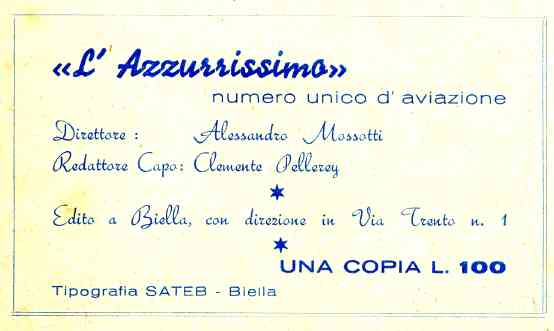 «L' Azzurrissimo»
numero unico d'aviazione
Direttore : Alessandro Mossotti
Redattore Capo: Clemente Pellerey
Edito a Biella, con direzione in Via Trento n. 1
UNA COPIA L. 100
Tipografia SATEB - Biella